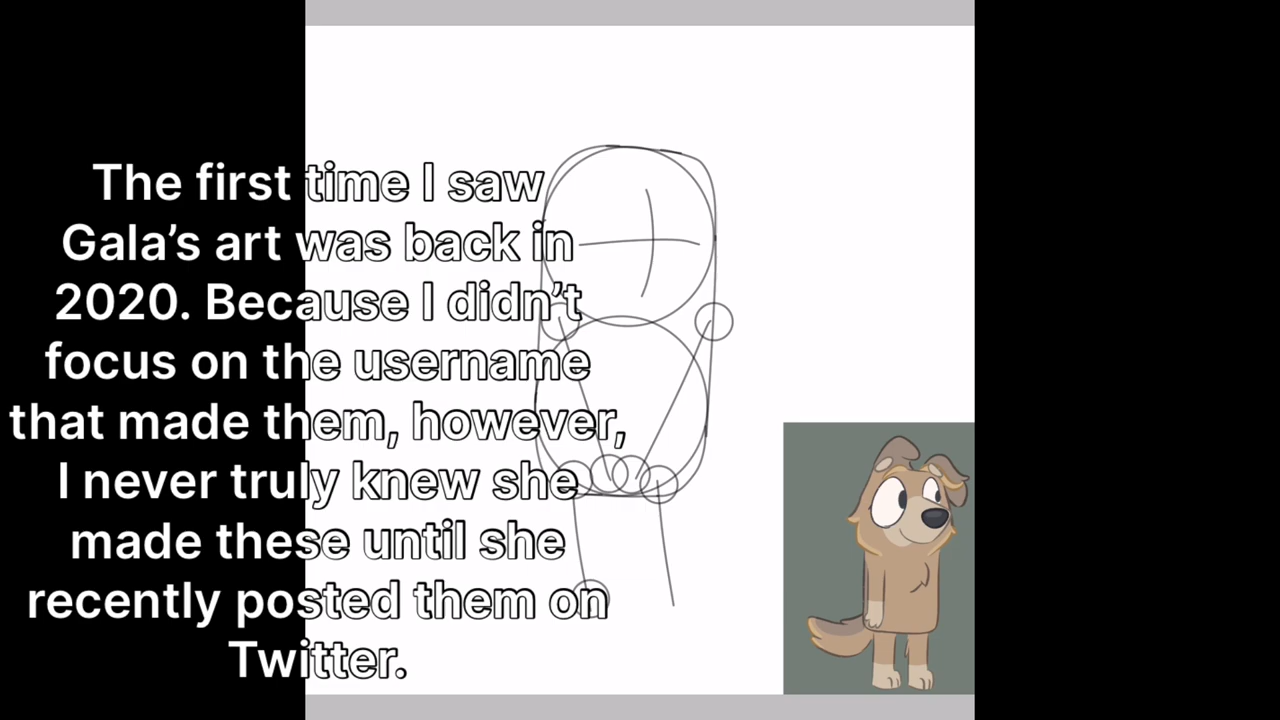 The first time I saw
Gala’s art was back in
2020. Because I didn’t
focus on the username
that made them, however,
I never truly knew she
made these until she
recently posted them on
Twitter.